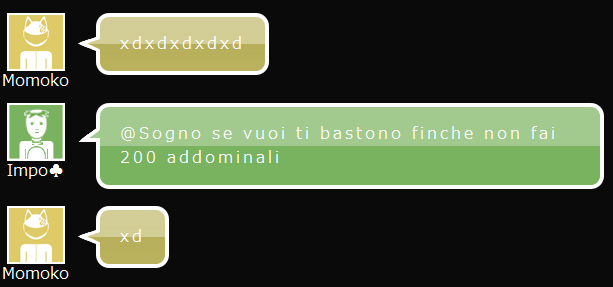 xdxdxdxdxd
Momoko
@Sogno se vuoi ti bastono finche non fai
200 addominali
Impo♣
xd
Momoko